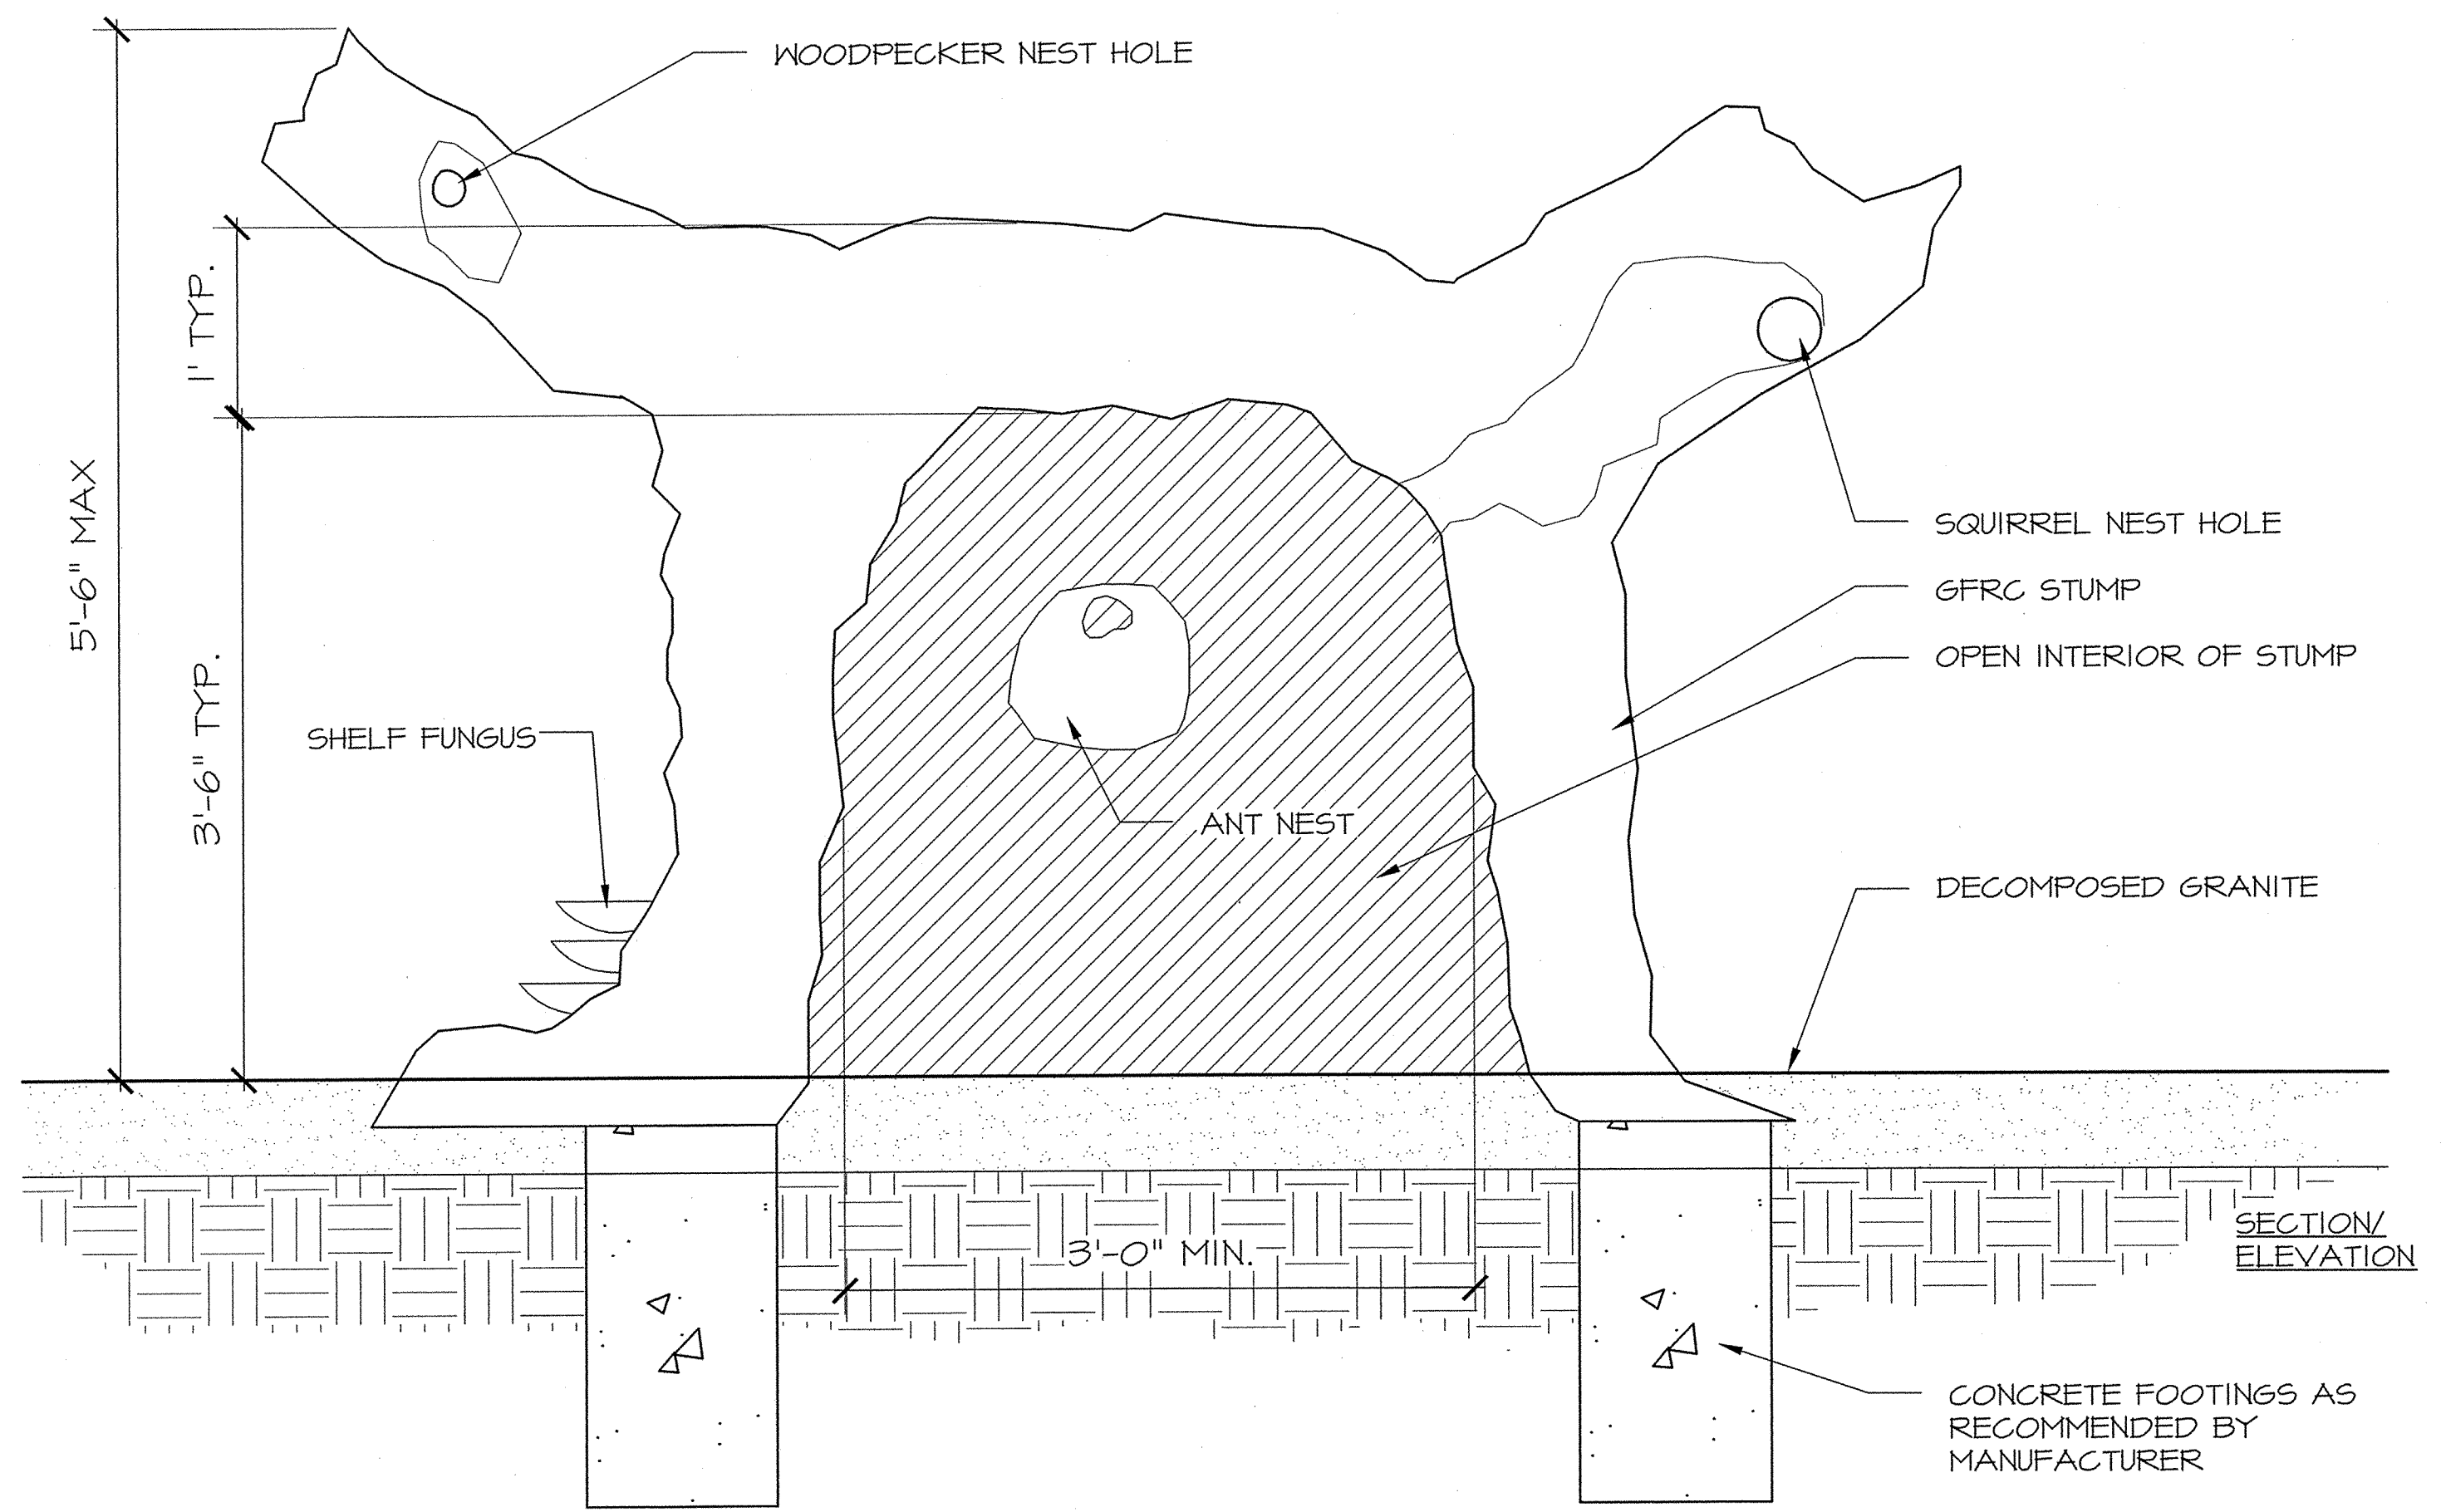 WOODPECKER NEST HOLE
1' TYP.
5'-6" MAX
3'-6" TYP.
SQUIRREL NEST HOLE
GFRC STUMP
OPEN INTERIOR OF STUMP
SHELF FUNGUS
ANT NEST
DECOMPOSED GRANITE
SECTION/
ELEVATION
3'-0" MIN.
CONCRETE FOOTINGS AS
RECOMMENDED BY
MANUFACTURER